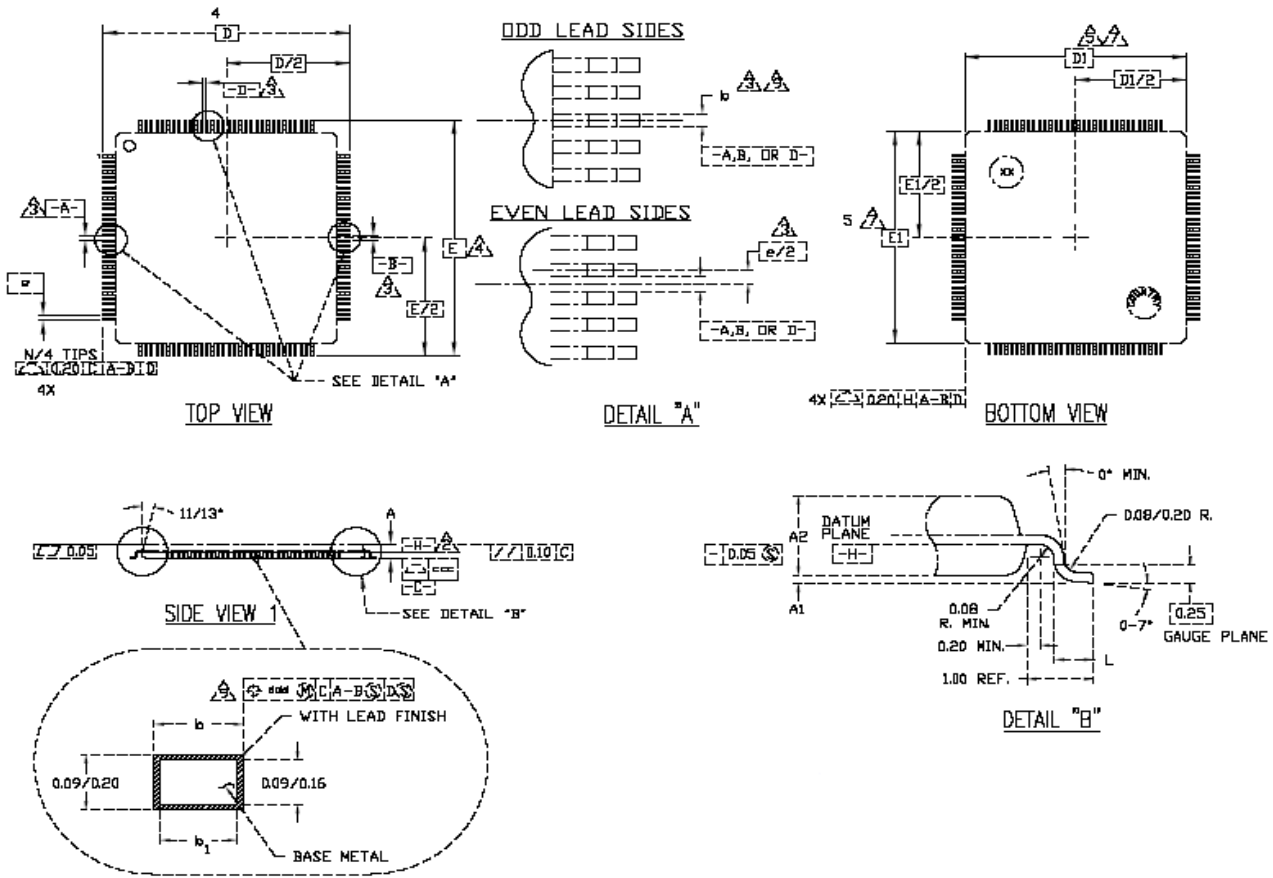 4
D
D/2
-D- 3
3 -A-
-B-
3
E 4
E/2
N/4 TIPS
0.20 C A-B D
4X
SEE DETAIL "A"
TOP VIEW
ODD LEAD SIDES
b 3 9
-A,B, OR D-
EVEN LEAD SIDES
3
e/2
-A,B, OR D-
DETAIL "A"
5 7
D1
D1/2
XX
E1/2
5 7
E1
4X 0.20 H A-B D
BOTTOM VIEW
11/13°
A
0.05
-H- 2
// 0.10 C
ccc
-C-
SEE DETAIL "B"
SIDE VIEW 1
9 ddd M C A-B S D S
b
WITH LEAD FINISH
0.09/0.20
0.09/0.16
b1
BASE METAL
0° MIN.
0.08/0.20 R.
A2
DATUM
PLANE
-H-
- 0.05 S
A1
0.08
R. MIN.
0-7°
0.25
GAUGE PLANE
0.20 MIN.
L
1.00 REF.
DETAIL "B"